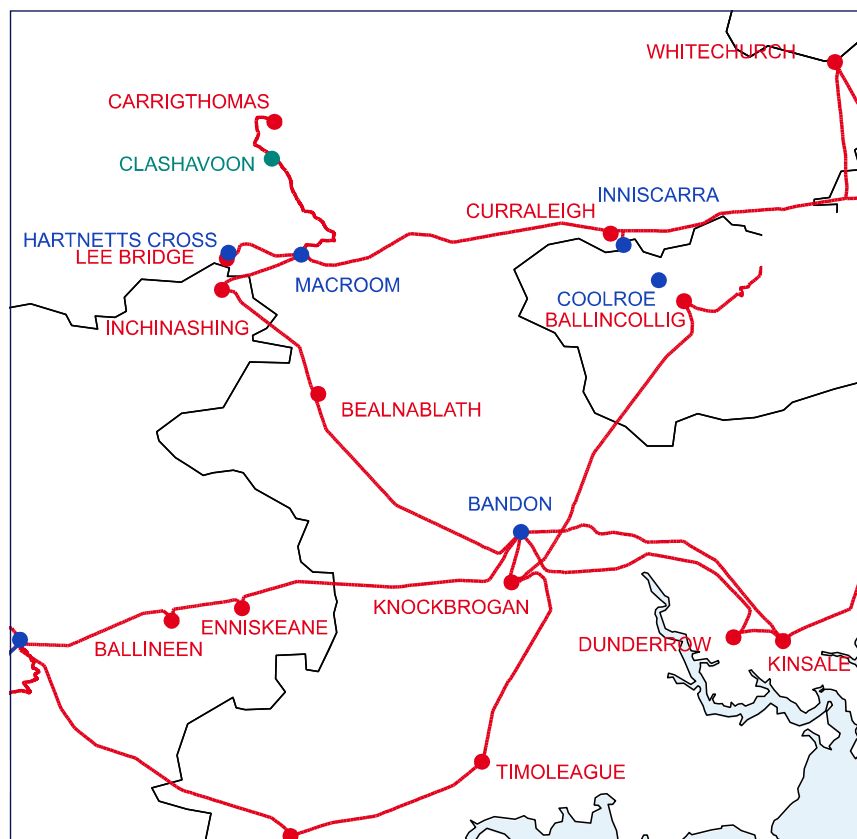 WHITECHURCH
CARRIGTHOMAS
CLASHAVOON
INNISCARRA
CURRALEIGH
HARTNETTS CROSS
LEE BRIDGE
MACROOM
COOLROE
BALLINCOLLIG
INCHINASHING
BEALNABLATH
BANDON
KNOCKBROGAN
ENNISKEANE
BALLINEEN
DUNDERROW
KINSALE
TIMOLEAGUE